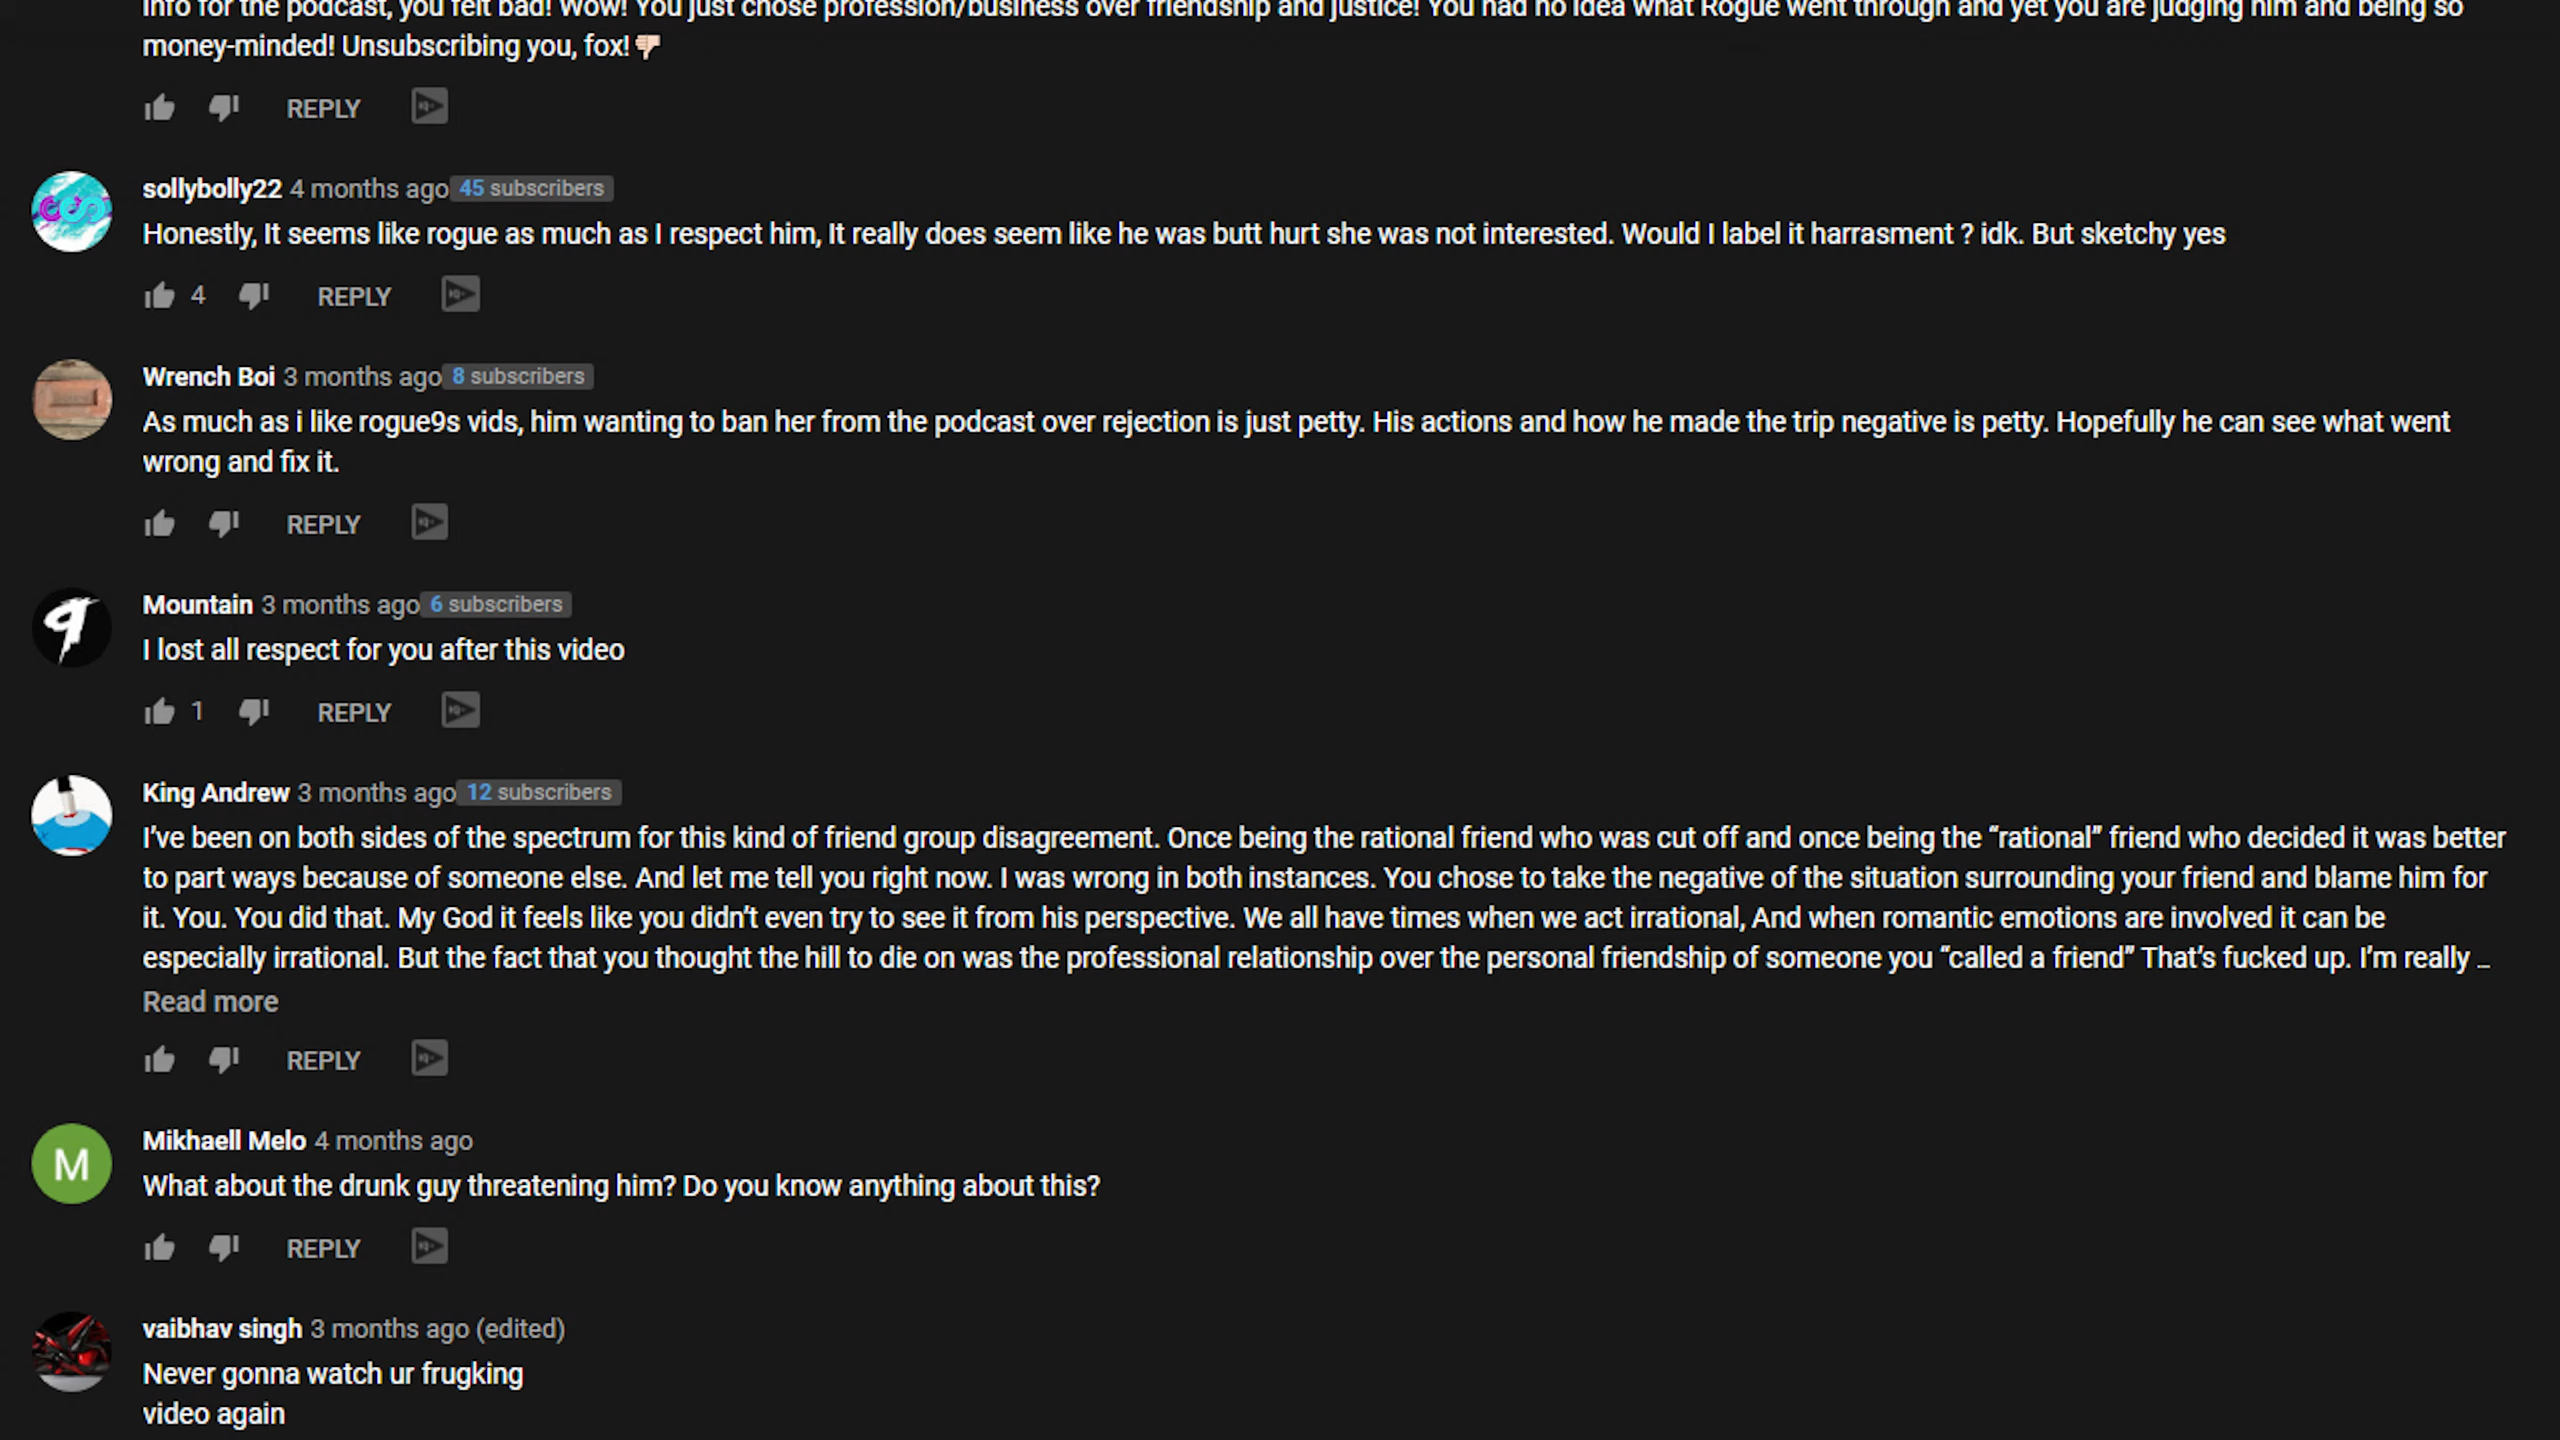 info for the podcast, you felt bad! Wow! You just chose profession/business over friendship and justice! You had no idea what Rogue went through and yet you are judging him and being so
money-minded! Unsubscribing you, fox!👎🏻
REPLY
sollybolly22 4 months ago 45 subscribers
Honestly, It seems like rogue as much as I respect him, It really does seem like he was butt hurt she was not interested. Would I label it harrasment ? idk. But sketchy yes
4 REPLY
Wrench Boi 3 months ago 8 subscribers
As much as i like rogue9s vids, him wanting to ban her from the podcast over rejection is just petty. His actions and how he made the trip negative is petty. Hopefully he can see what went
wrong and fix it.
REPLY
Mountain 3 months ago 6 subscribers
I lost all respect for you after this video
1 REPLY
King Andrew 3 months ago 12 subscribers
I’ve been on both sides of the spectrum for this kind of friend group disagreement. Once being the rational friend who was cut off and once being the “rational” friend who decided it was better
to part ways because of someone else. And let me tell you right now. I was wrong in both instances. You chose to take the negative of the situation surrounding your friend and blame him for
it. You. You did that. My God it feels like you didn’t even try to see it from his perspective. We all have times when we act irrational, And when romantic emotions are involved it can be
especially irrational. But the fact that you thought the hill to die on was the professional relationship over the personal friendship of someone you “called a friend” That’s fucked up. I’m really ...
Read more
REPLY
M
Mikhaell Melo 4 months ago
What about the drunk guy threatening him? Do you know anything about this?
REPLY
vaibhav singh 3 months ago (edited)
Never gonna watch ur frugking
video again